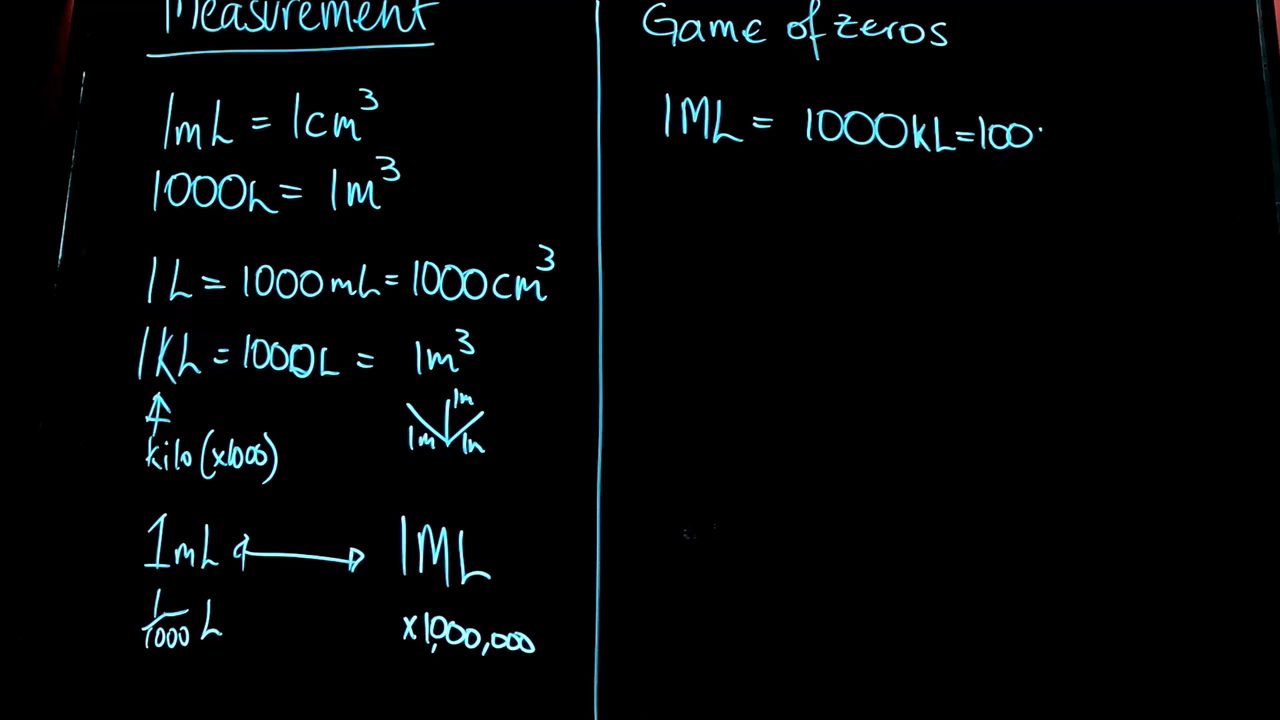 Measurement
1mL = 1cm³
1000L = 1m³
1L = 1000mL = 1000cm³
1kL = 1000L = 1m³
1m
1m 1m
kilo (x1000)
1mL ↔ 1ML
1/1000 L x1,000,000
Game of zeros
1ML = 1000kL = 100